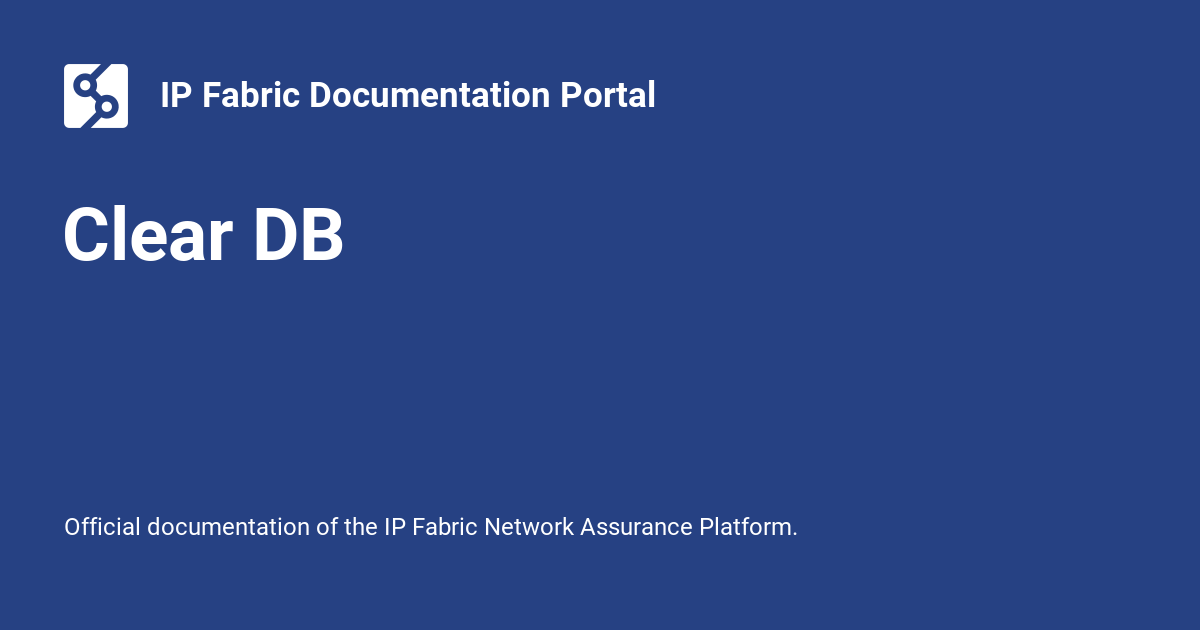 IP Fabric Documentation Portal
Clear DB
Official documentation of the IP Fabric Network Assurance Platform.